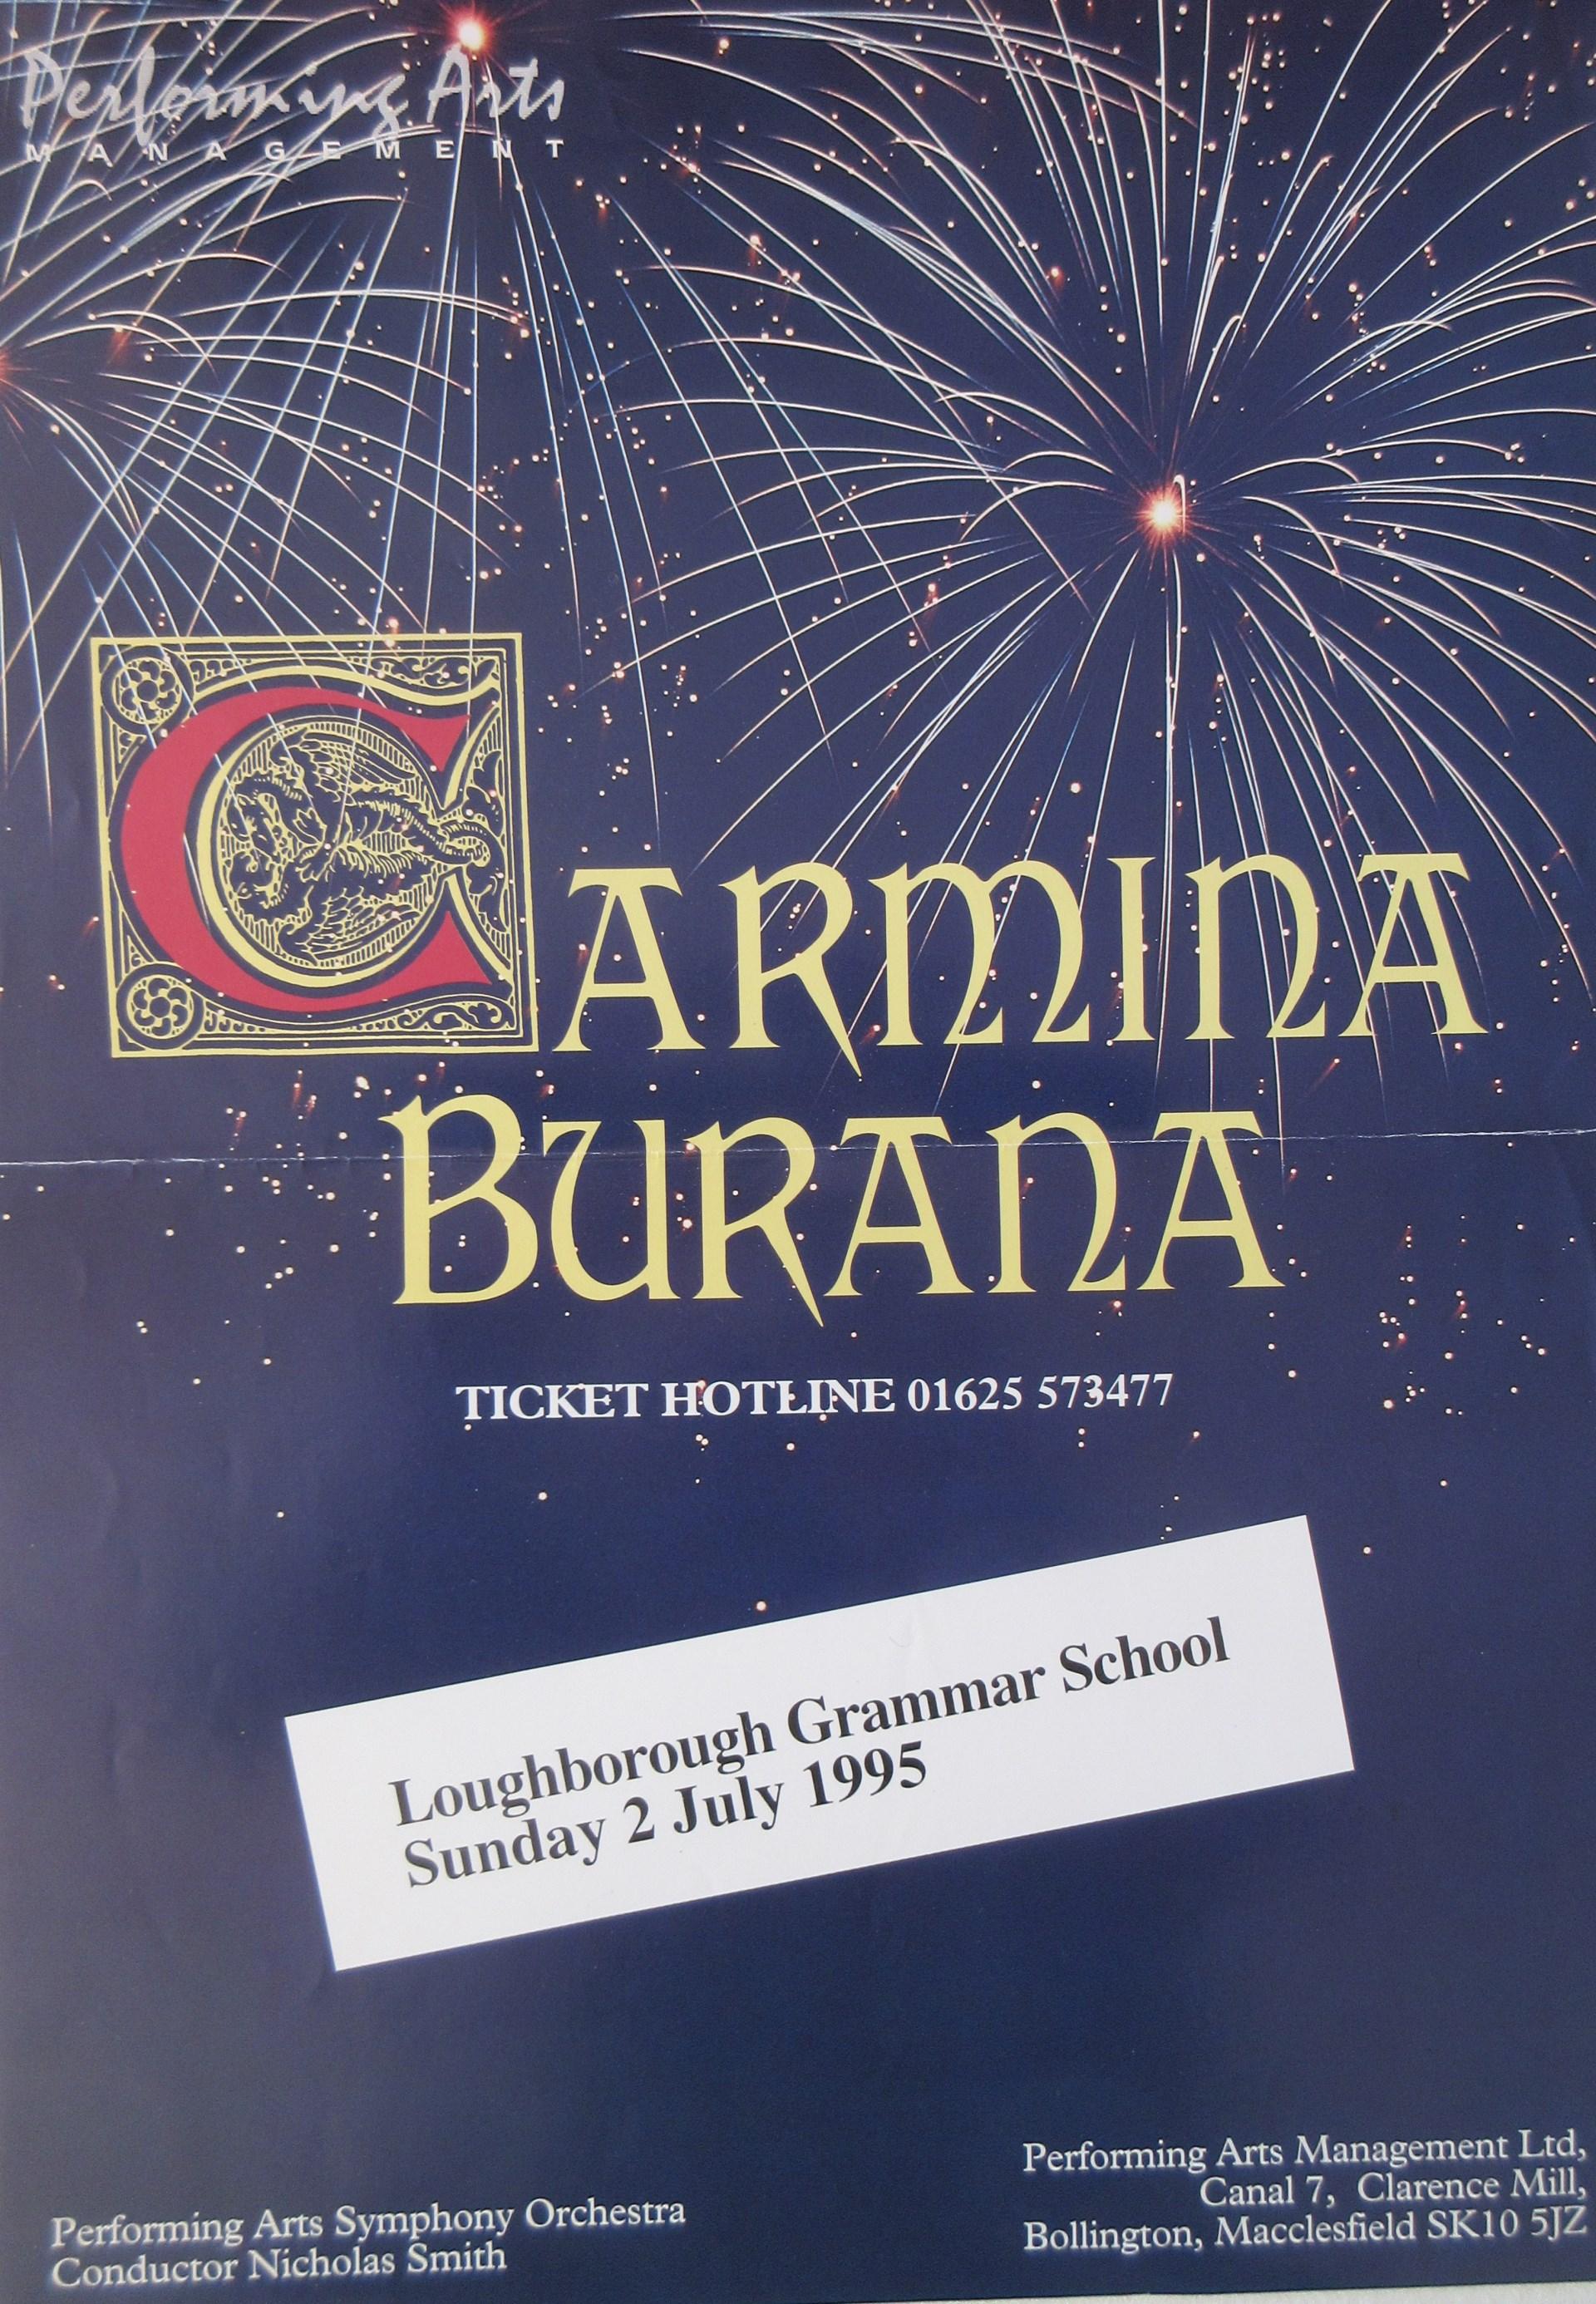 Performing Arts
MANAGEMENT
CARMINA
BURANA
TICKET HOTLINE 01625 573477
Loughborough Grammar School
Sunday 2 July 1995
Performing Arts Symphony Orchestra
Conductor Nicholas Smith
Performing Arts Management Ltd,
Canal 7, Clarence Mill,
Bollington, Macclesfield SK10 5JZ